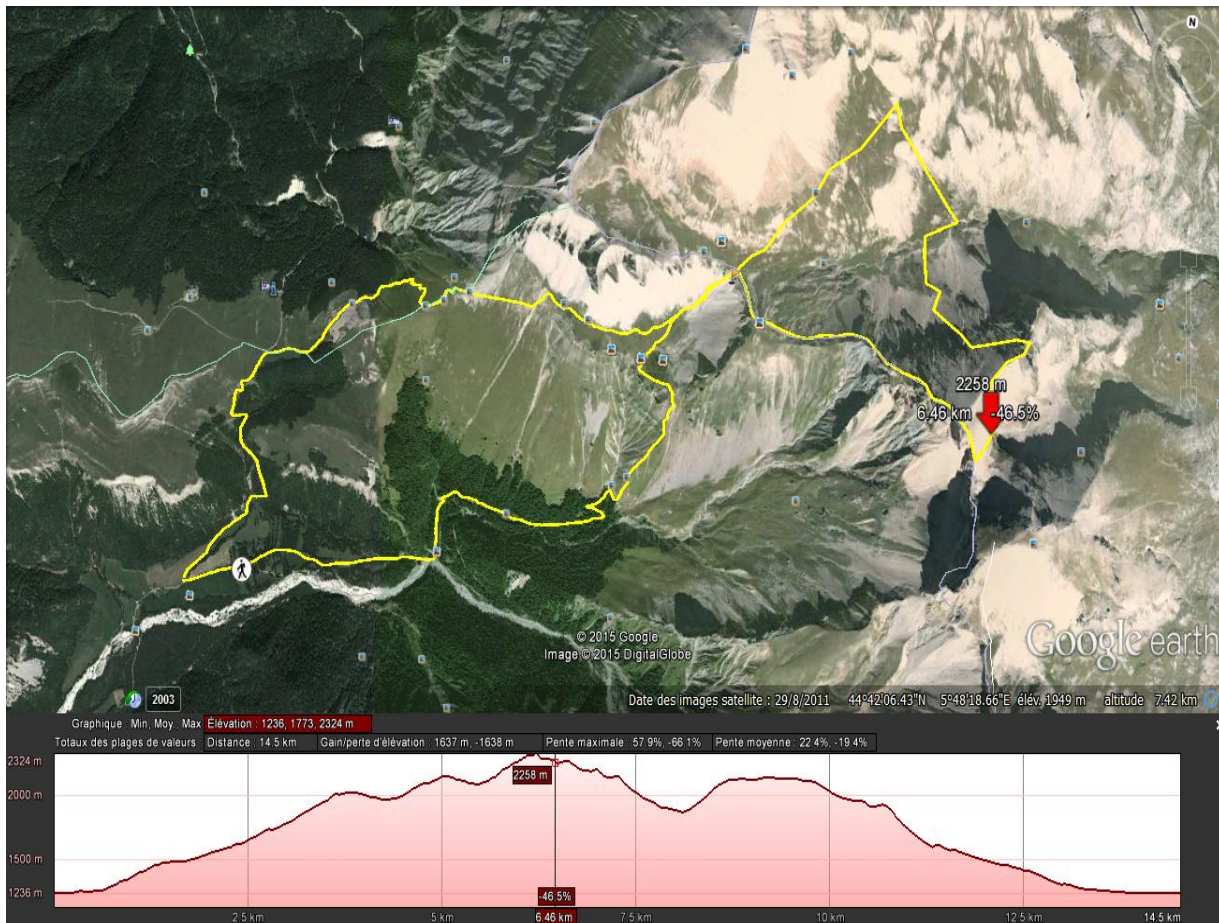 N
2258 m
6.46 km -46.5%
© 2015 Google
Image © 2015 DigitalGlobe
Google earth
2003
Date des images satellite : 29/8/2011 44°42'06.43"N 5°48'18.66"E élév. 1949 m altitude 7.42 km
Graphique : Min, Moy., Max Élévation : 1236, 1773, 2324 m
Totaux des plages de valeurs : Distance : 14.5 km Gain/perte d'élévation : 1637 m, -1638 m Pente maximale : 57.9%, -66.1% Pente moyenne : 22.4%, -19.4%
2324 m
2258 m
2000 m
1500 m
1236 m
-46.5%
2.5 km 5 km 6.46 km 7.5 km 10 km 12.5 km 14.5 km